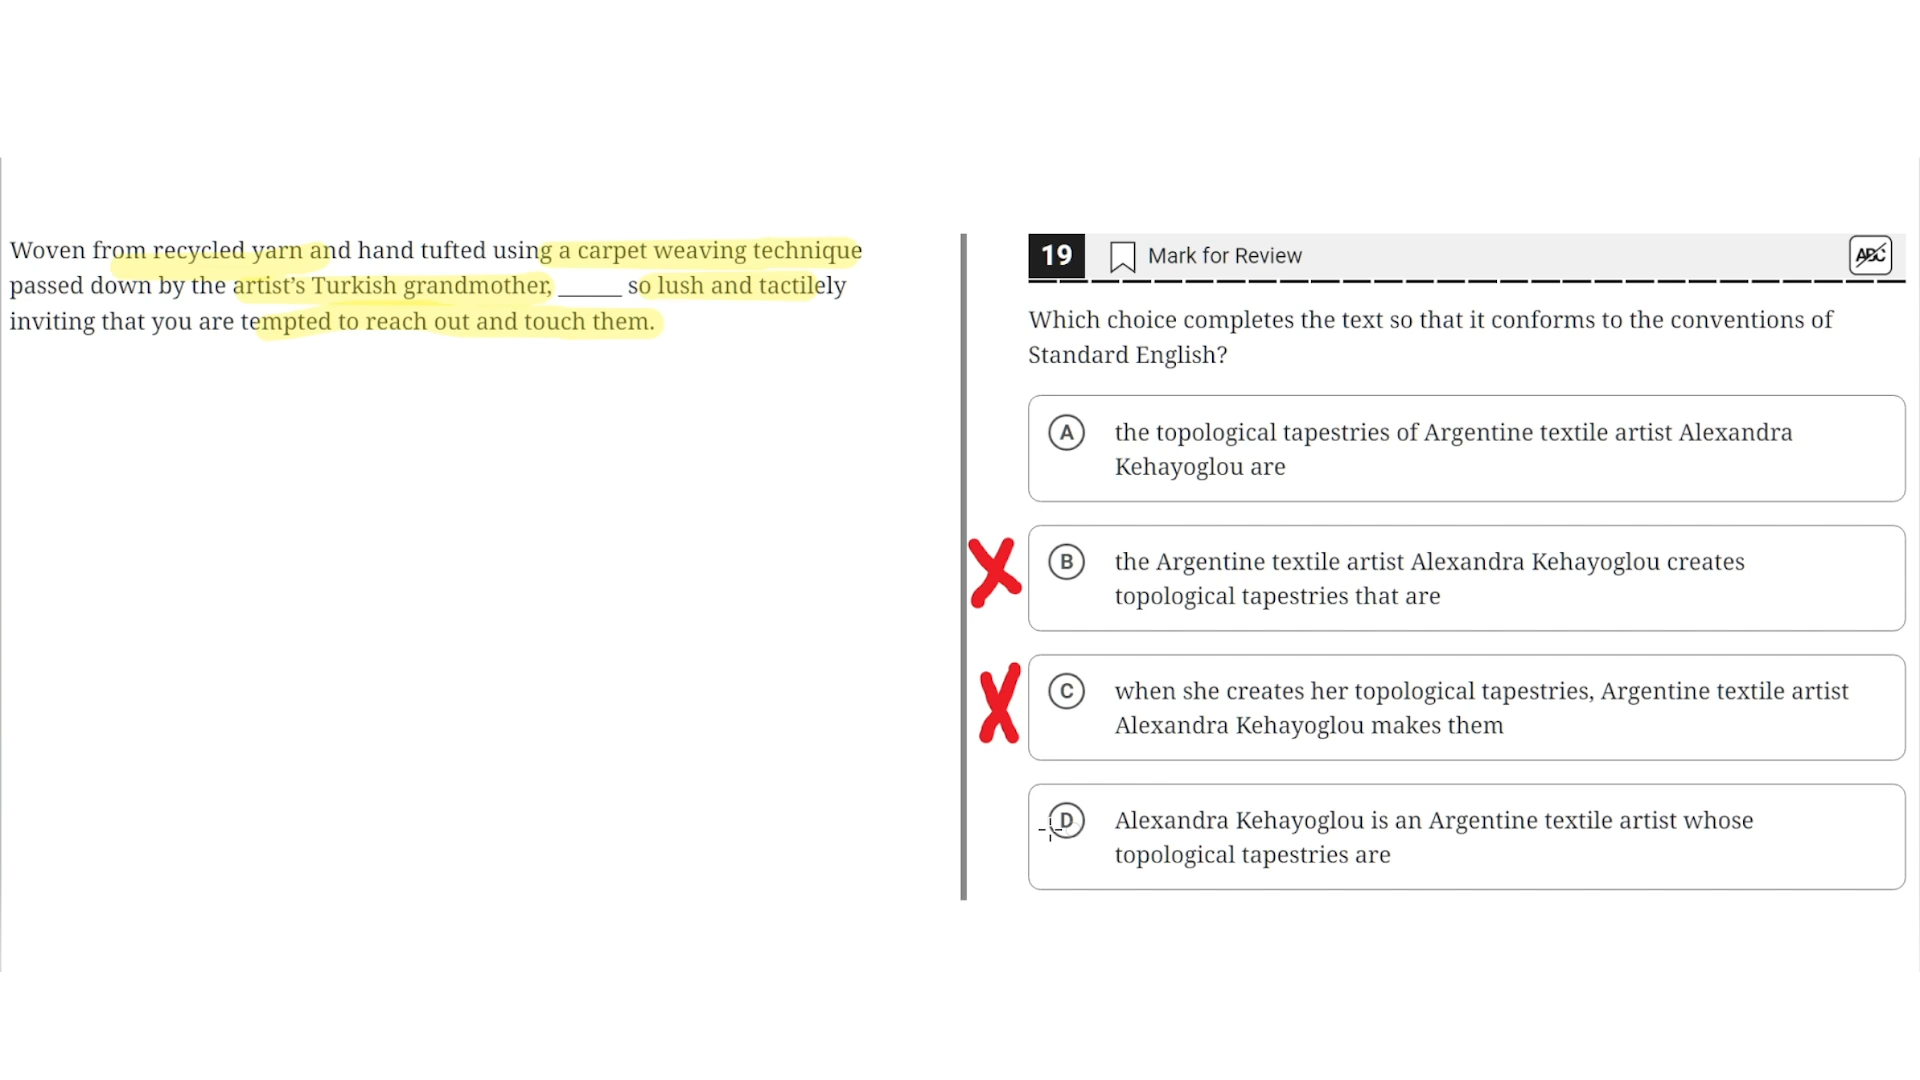 Woven from recycled yarn and hand tufted using a carpet weaving technique
passed down by the artist’s Turkish grandmother, ______ so lush and tactilely
inviting that you are tempted to reach out and touch them.
19 Mark for Review ABC
Which choice completes the text so that it conforms to the conventions of
Standard English?
A the topological tapestries of Argentine textile artist Alexandra
Kehayoglou are
B the Argentine textile artist Alexandra Kehayoglou creates
topological tapestries that are
C when she creates her topological tapestries, Argentine textile artist
Alexandra Kehayoglou makes them
D Alexandra Kehayoglou is an Argentine textile artist whose
topological tapestries are